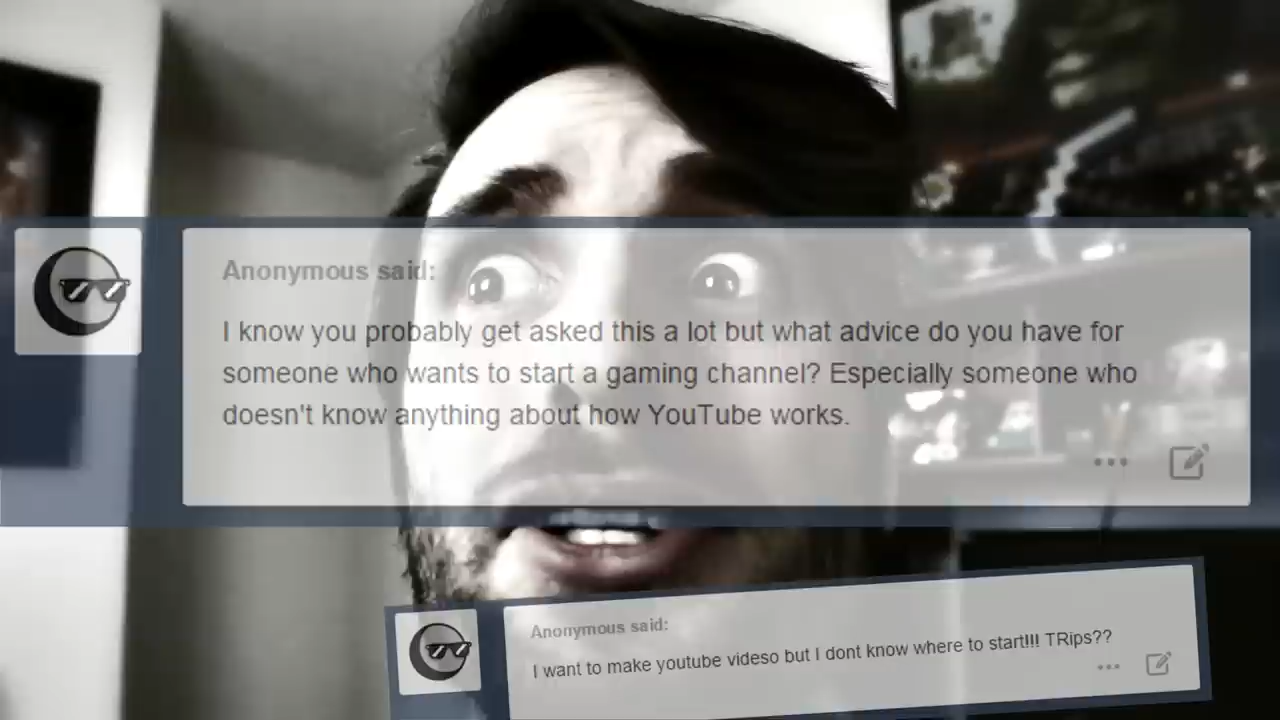 Anonymous said:
I know you probably get asked this a lot but what advice do you have for
someone who wants to start a gaming channel? Especially someone who
doesn't know anything about how YouTube works.
Anonymous said:
I want to make youtube videso but I dont know where to start!!! TRips??